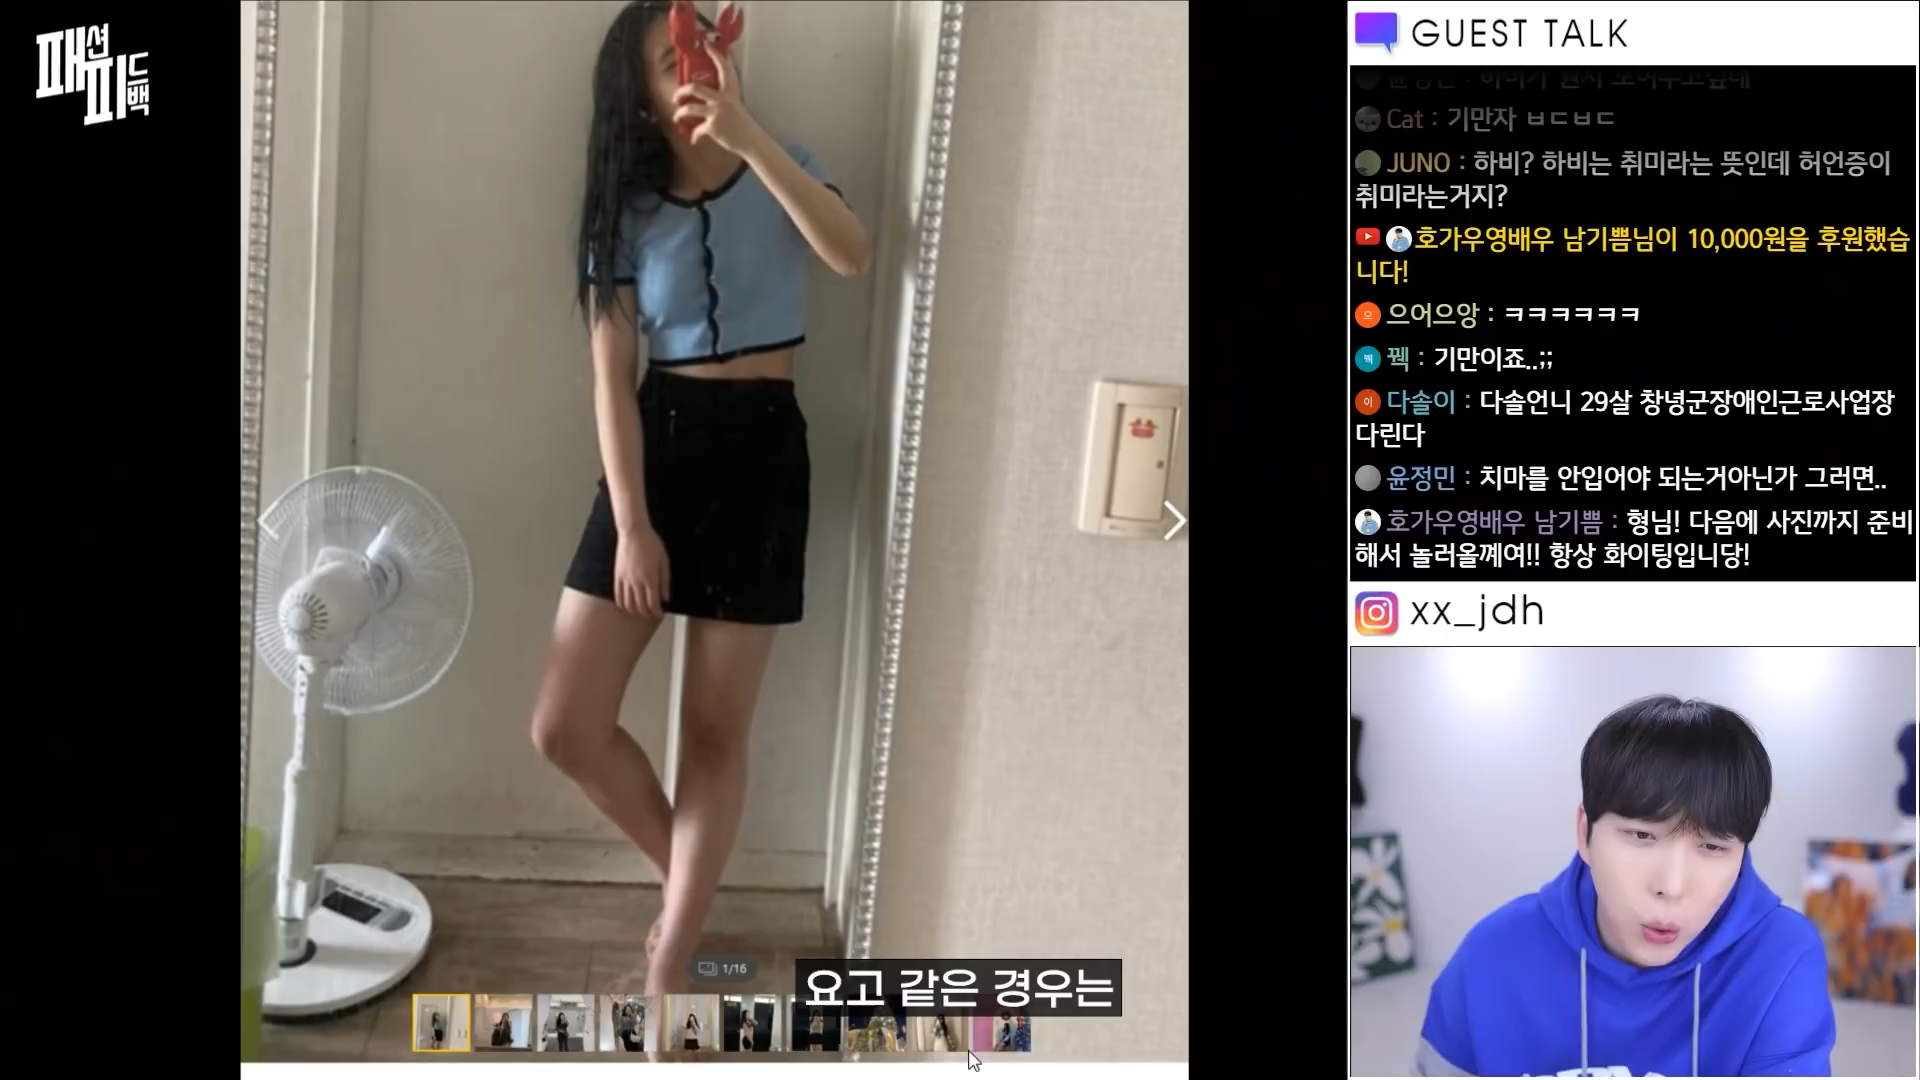 패션
피드백
GUEST TALK
Cat : 기만자 ㅂㄷㅂㄷ
JUNO : 하비? 하비는 취미라는 뜻인데 허언증이
취미라는거지?
호가우영배우 남기쁨님이 10,000원을 후원했습
니다!
으 으어으앙 : ㅋㅋㅋㅋㅋㅋ
꿱 꿱 : 기만이죠..;;
이 다솔이 : 다솔언니 29살 창녕군장애인근로사업장
다린다
윤정민 : 치마를 안입어야 되는거아닌가 그러면..
호가우영배우 남기쁨 : 형님! 다음에 사진까지 준비
해서 놀러올꼐여!! 항상 화이팅입니당!
xx_jdh
1/16
요고 같은 경우는